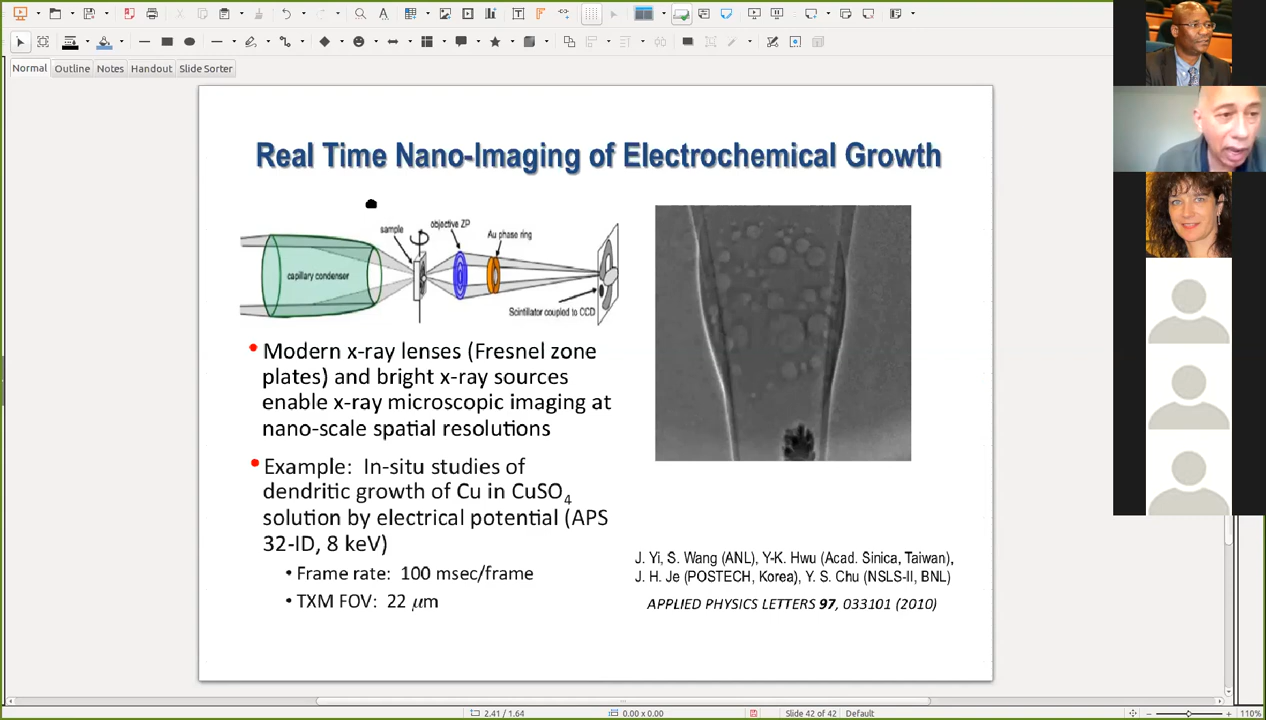 Normal
Outline
Notes
Handout
Slide Sorter
Real Time Nano-Imaging of Electrochemical Growth
sample
objective ZP
Au phase ring
capillary condenser
Scintillator coupled to CCD
• Modern x-ray lenses (Fresnel zone
plates) and bright x-ray sources
enable x-ray microscopic imaging at
nano-scale spatial resolutions
• Example: In-situ studies of
dendritic growth of Cu in CuSO4
solution by electrical potential (APS
32-ID, 8 keV)
• Frame rate: 100 msec/frame
• TXM FOV: 22 μm
J. Yi, S. Wang (ANL), Y-K. Hwu (Acad. Sinica, Taiwan),
J. H. Je (POSTECH, Korea), Y. S. Chu (NSLS-II, BNL)
APPLIED PHYSICS LETTERS 97, 033101 (2010)
2.41 / 1.64
0.00 x 0.00
Slide 42 of 42
Default
110%